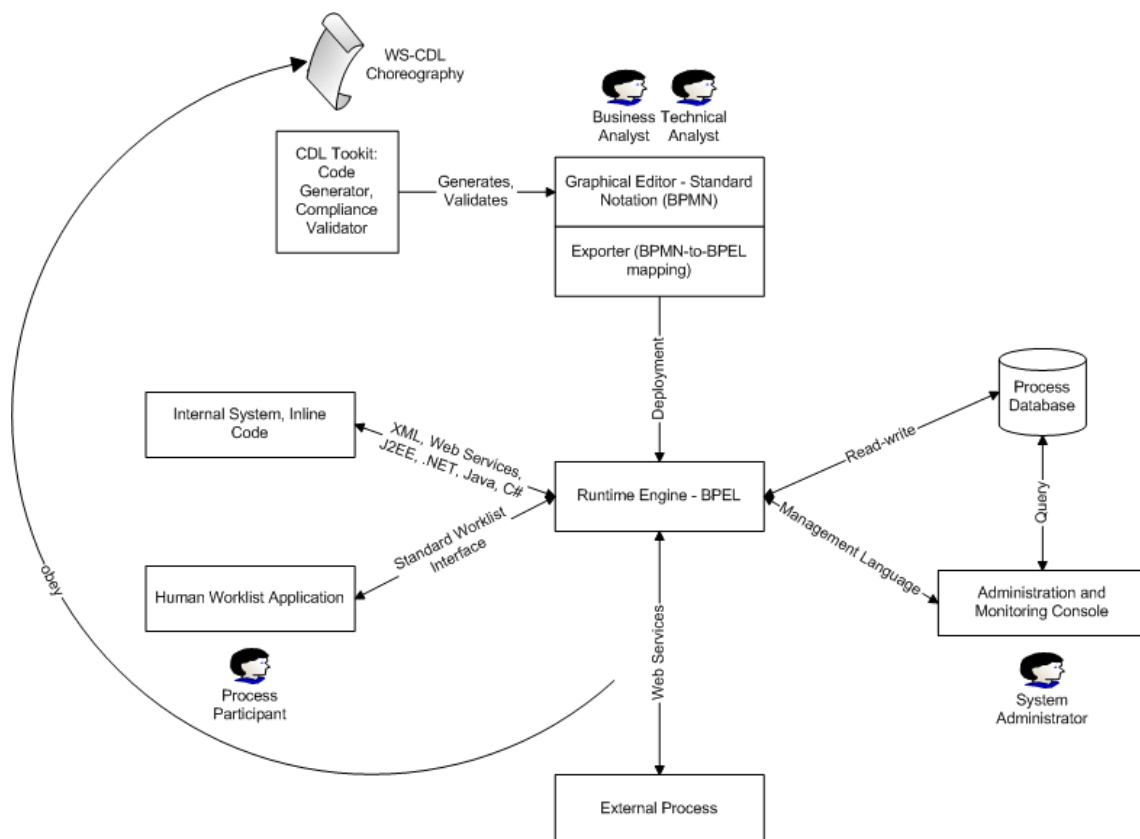 WS-CDL
Choreography
Business
Analyst
Technical
Analyst
CDL Tookit:
Code
Generator,
Compliance
Validator
Generates,
Validates
Graphical Editor - Standard
Notation (BPMN)
Exporter (BPMN-to-BPEL
mapping)
Deployment
Process
Database
Internal System, Inline
Code
XML, Web Services,
J2EE, .NET, Java, C#
Read-write
Runtime Engine - BPEL
Query
Management Language
Standard Worklist
Interface
obey
Human Worklist Application
Administration and
Monitoring Console
Web Services
Process
Participant
System
Administrator
External Process